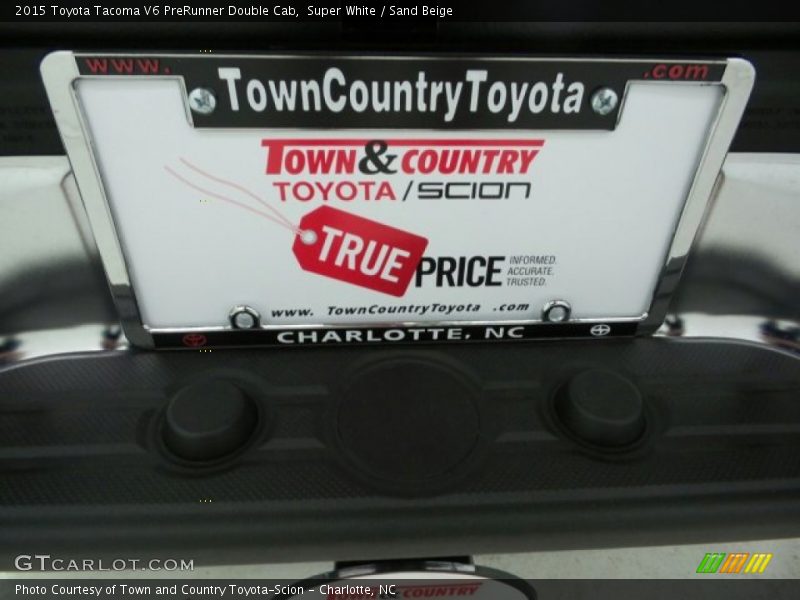 2015 Toyota Tacoma V6 PreRunner Double Cab, Super White / Sand Beige
www. .com
TownCountryToyota
TOWN & COUNTRY
TOYOTA / SCION
TRUE PRICE
INFORMED.
ACCURATE.
TRUSTED.
www. TownCountryToyota .com
CHARLOTTE, NC
GTCARLOT.COM
Photo Courtesy of Town and Country Toyota-Scion - Charlotte, NC
COUNTRY